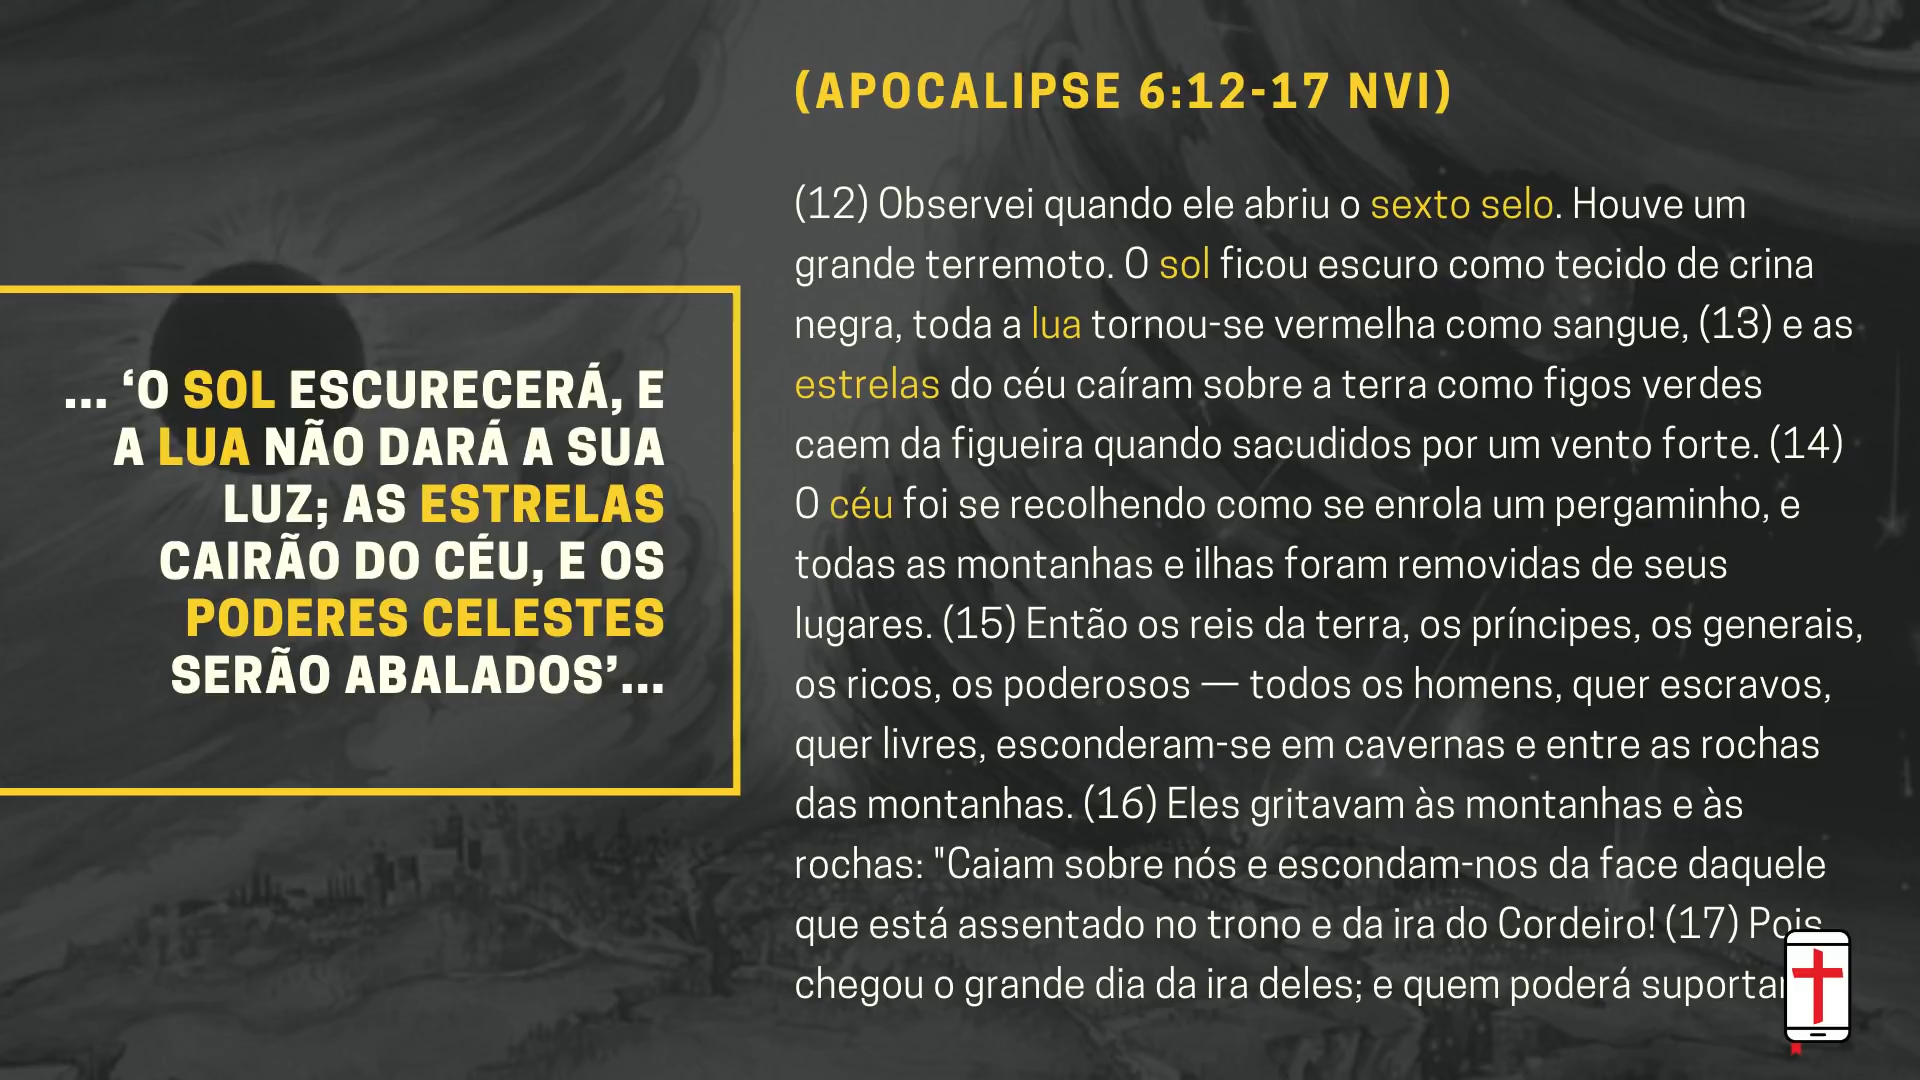 ... ‘O SOL ESCURECERÁ, E
A LUA NÃO DARÁ A SUA
LUZ; AS ESTRELAS
CAIRÃO DO CÉU, E OS
PODERES CELESTES
SERÃO ABALADOS’...
(APOCALIPSE 6:12-17 NVI)
(12) Observei quando ele abriu o sexto selo. Houve um
grande terremoto. O sol ficou escuro como tecido de crina
negra, toda a lua tornou-se vermelha como sangue, (13) e as
estrelas do céu caíram sobre a terra como figos verdes
caem da figueira quando sacudidos por um vento forte. (14)
O céu foi se recolhendo como se enrola um pergaminho, e
todas as montanhas e ilhas foram removidas de seus
lugares. (15) Então os reis da terra, os príncipes, os generais,
os ricos, os poderosos — todos os homens, quer escravos,
quer livres, esconderam-se em cavernas e entre as rochas
das montanhas. (16) Eles gritavam às montanhas e às
rochas: "Caiam sobre nós e escondam-nos da face daquele
que está assentado no trono e da ira do Cordeiro! (17) Pois
chegou o grande dia da ira deles; e quem poderá suportar